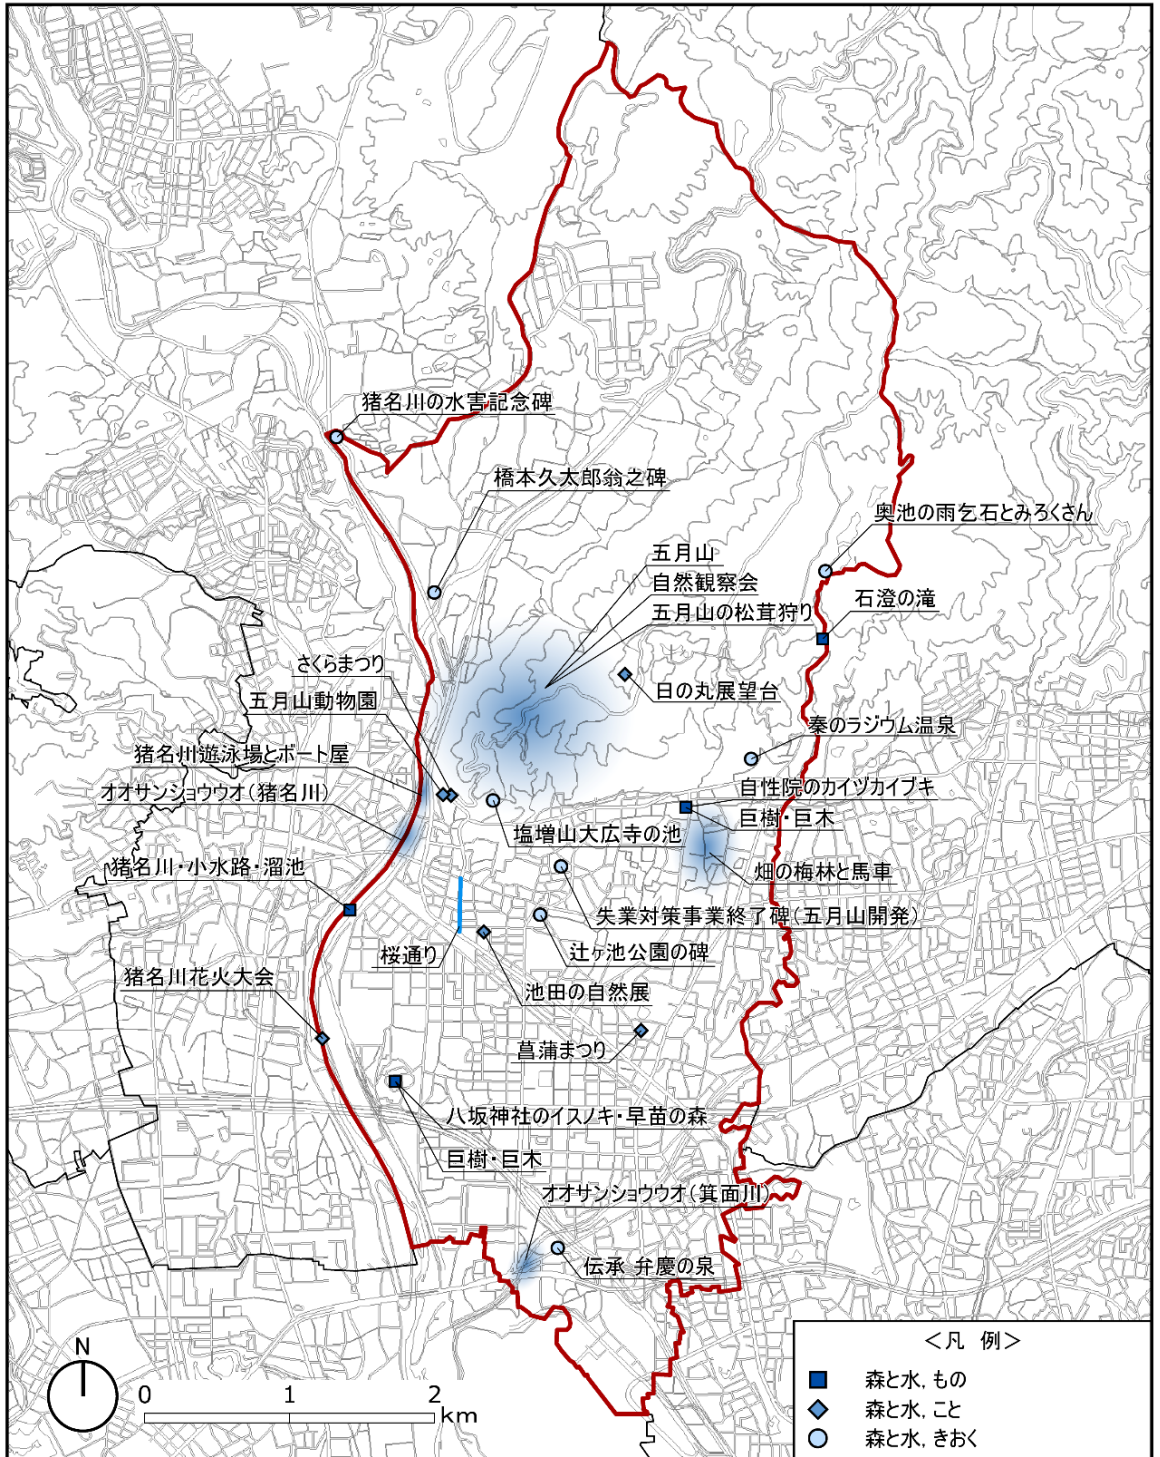 猪名川の水害記念碑
橋本久太郎翁之碑
奥池の雨乞石とみろくさん
五月山
自然観察会
五月山の松茸狩り
石澄の滝
さくらまつり
五月山動物園
日の丸展望台
秦のラジウム温泉
猪名川遊泳場とボート屋
オオサンショウウオ(猪名川)
自性院のカイヅカイブキ
巨樹・巨木
塩増山大広寺の池
猪名川・小水路・溜池
畑の梅林と馬車
失業対策事業終了碑(五月山開発)
桜通り
辻ヶ池公園の碑
猪名川花火大会
池田の自然展
菖蒲まつり
八坂神社のイスノキ・早苗の森
巨樹・巨木
オオサンショウウオ(箕面川)
伝承 弁慶の泉
N
0 1 2
km
<凡 例>
森と水, もの
森と水, こと
森と水, きおく